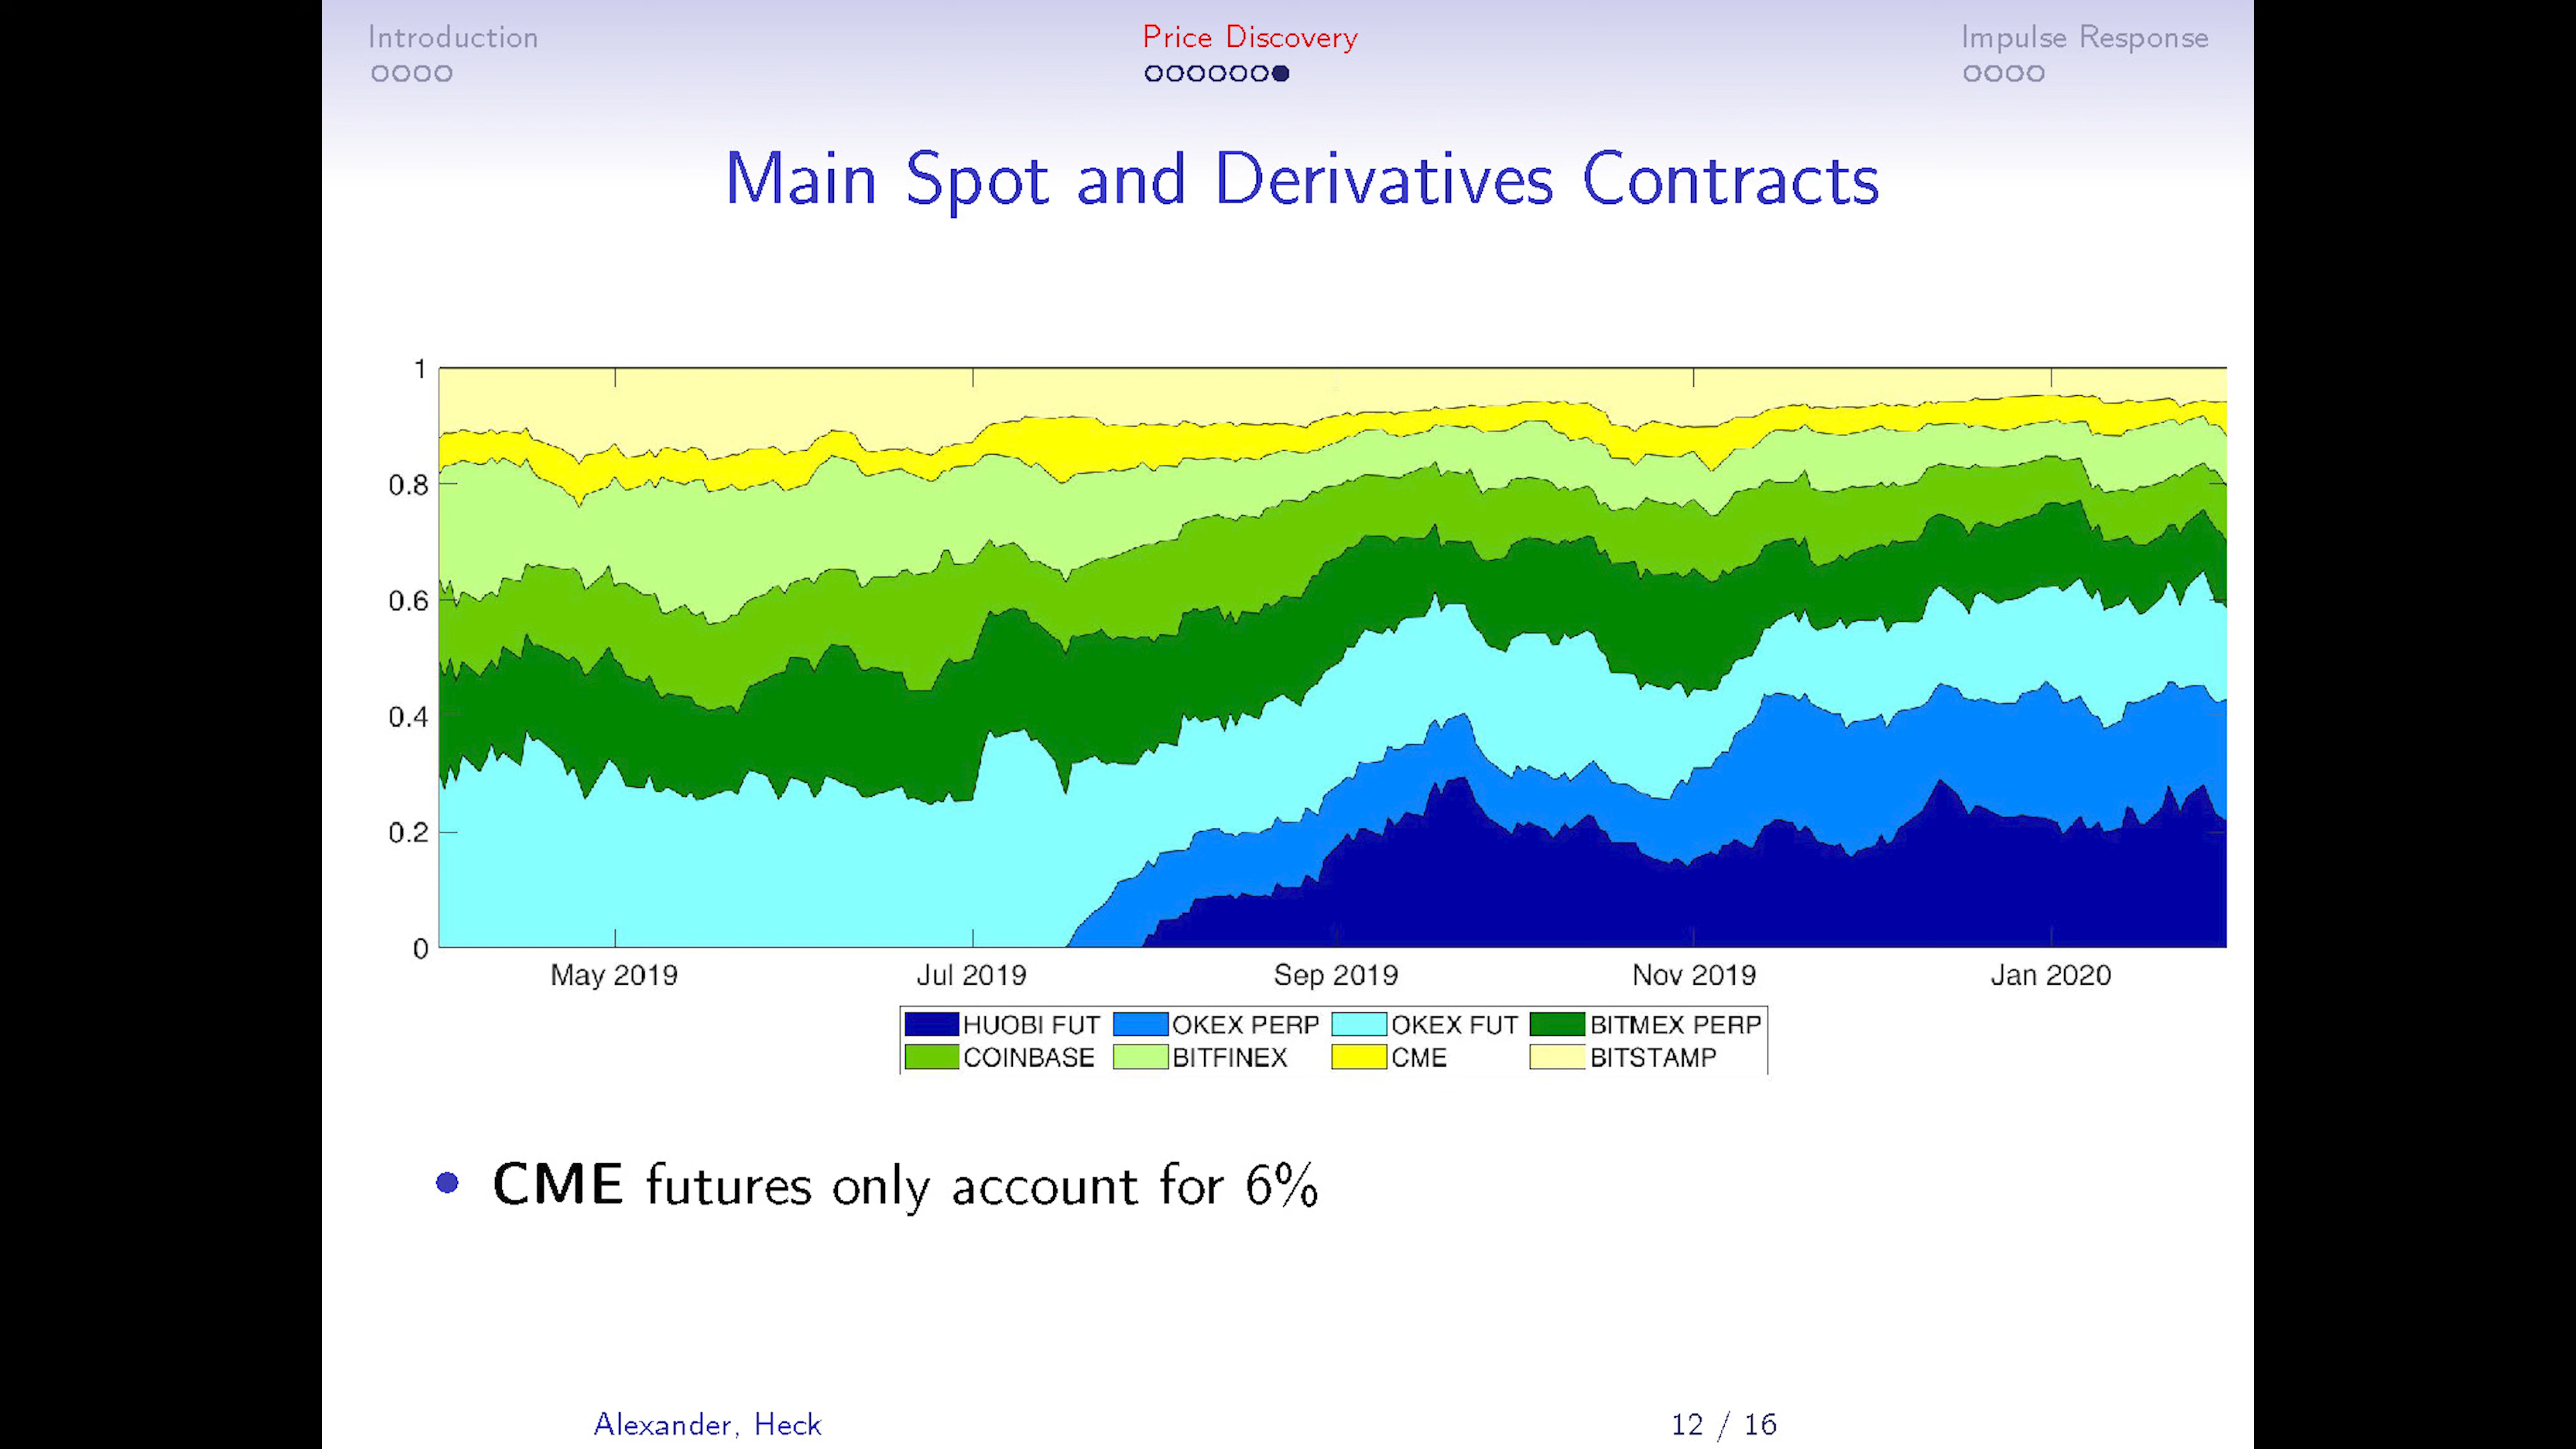 Introduction
Price Discovery
Impulse Response
Main Spot and Derivatives Contracts
1
0.8
0.6
0.4
0.2
0
May 2019 Jul 2019 Sep 2019 Nov 2019 Jan 2020
HUOBI FUT OKEX PERP OKEX FUT BITMEX PERP
COINBASE BITFINEX CME BITSTAMP
• CME futures only account for 6%
Alexander, Heck 12 / 16